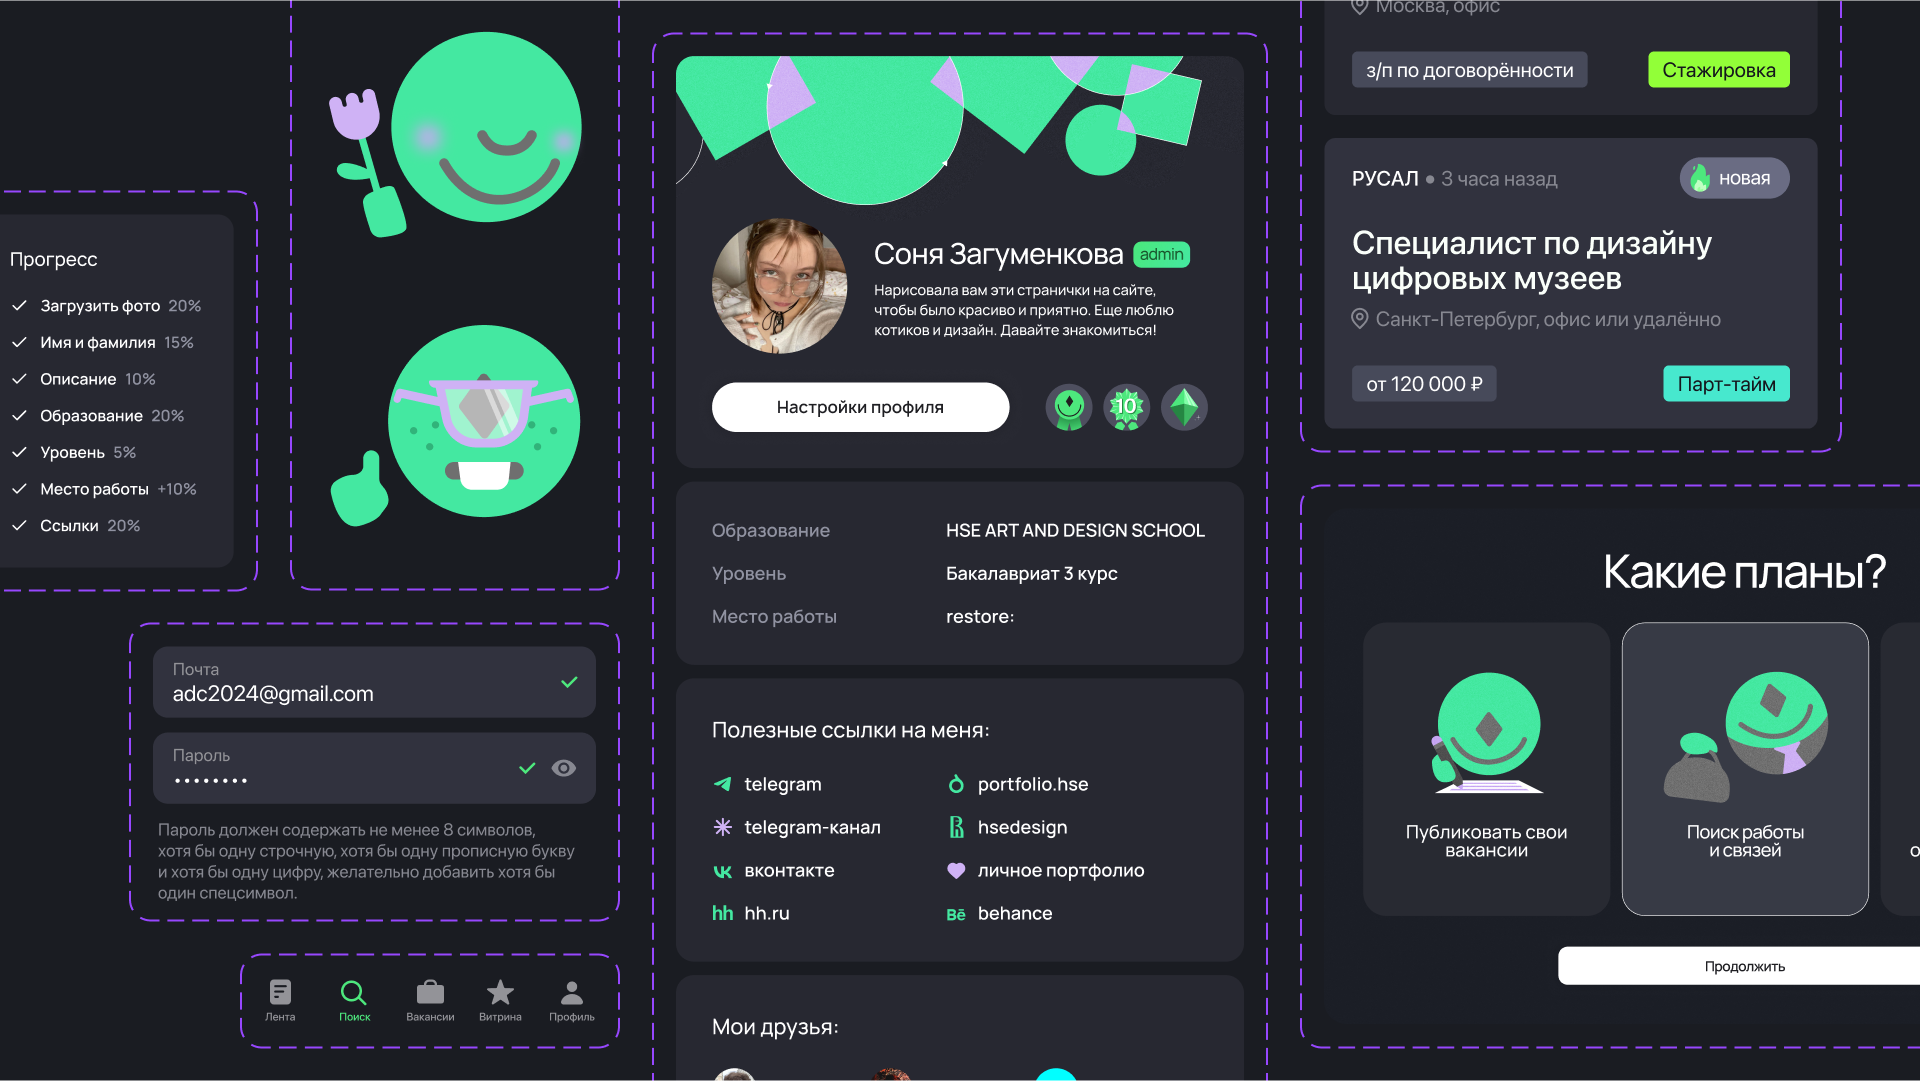 Прогресс
Загрузить фото 20%
Имя и фамилия 15%
Описание 10%
Образование 20%
Уровень 5%
Место работы +10%
Ссылки 20%
Почта
adc2024@gmail.com
Пароль
••••••••
Пароль должен содержать не менее 8 символов,
хотя бы одну строчную, хотя бы одну прописную букву
и хотя бы одну цифру, желательно добавить хотя бы
один спецсимвол.
Лента
Поиск
Вакансии
Витрина
Профиль
Соня Загуменкова admin
Нарисовала вам эти странички на сайте,
чтобы было красиво и приятно. Еще люблю
котиков и дизайн. Давайте знакомиться!
Настройки профиля
10
Образование HSE ART AND DESIGN SCHOOL
Уровень Бакалавриат 3 курс
Место работы restore:
Полезные ссылки на меня:
telegram
telegram-канал
вконтакте
hh hh.ru
portfolio.hse
hsedesign
личное портфолио
Bē behance
Мои друзья:
Москва, офис
з/п по договорённости
Стажировка
РУСАЛ • 3 часа назад
новая
Специалист по дизайну
цифровых музеев
Санкт-Петербург, офис или удалённо
от 120 000 ₽
Парт-тайм
Какие планы?
Публиковать свои
вакансии
Поиск работы
и связей
Продолжить